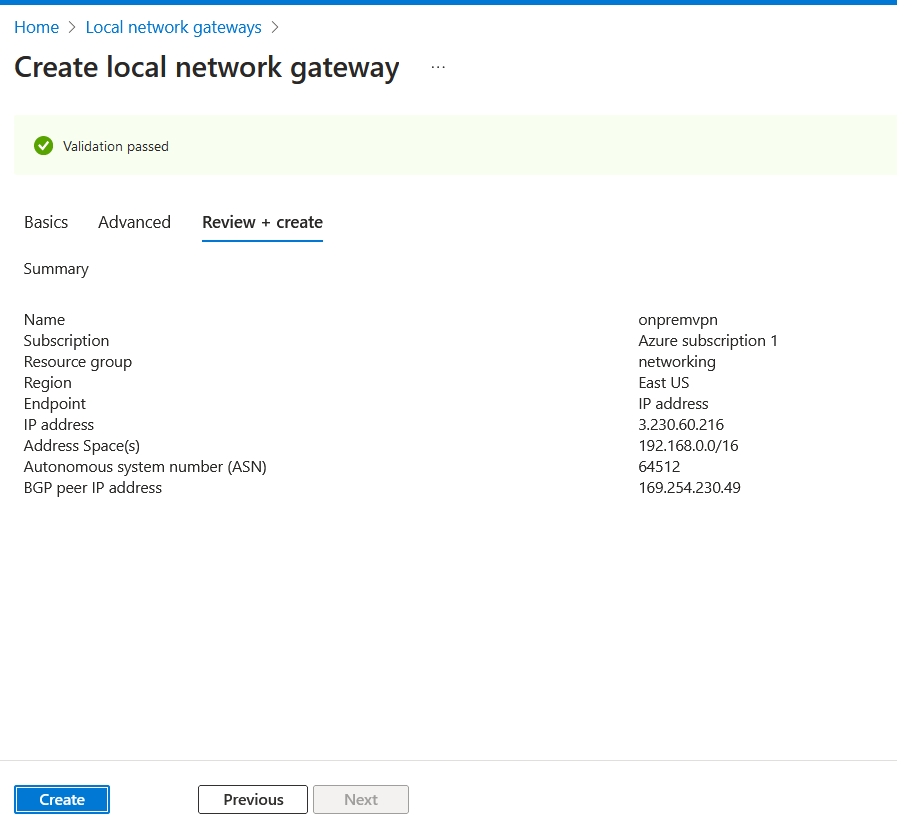 Home > Local network gateways >
Create local network gateway ...
Validation passed
Basics Advanced Review + create
Summary
Name onpremvpn
Subscription Azure subscription 1
Resource group networking
Region East US
Endpoint IP address
IP address 3.230.60.216
Address Space(s) 192.168.0.0/16
Autonomous system number (ASN) 64512
BGP peer IP address 169.254.230.49
Create Previous Next